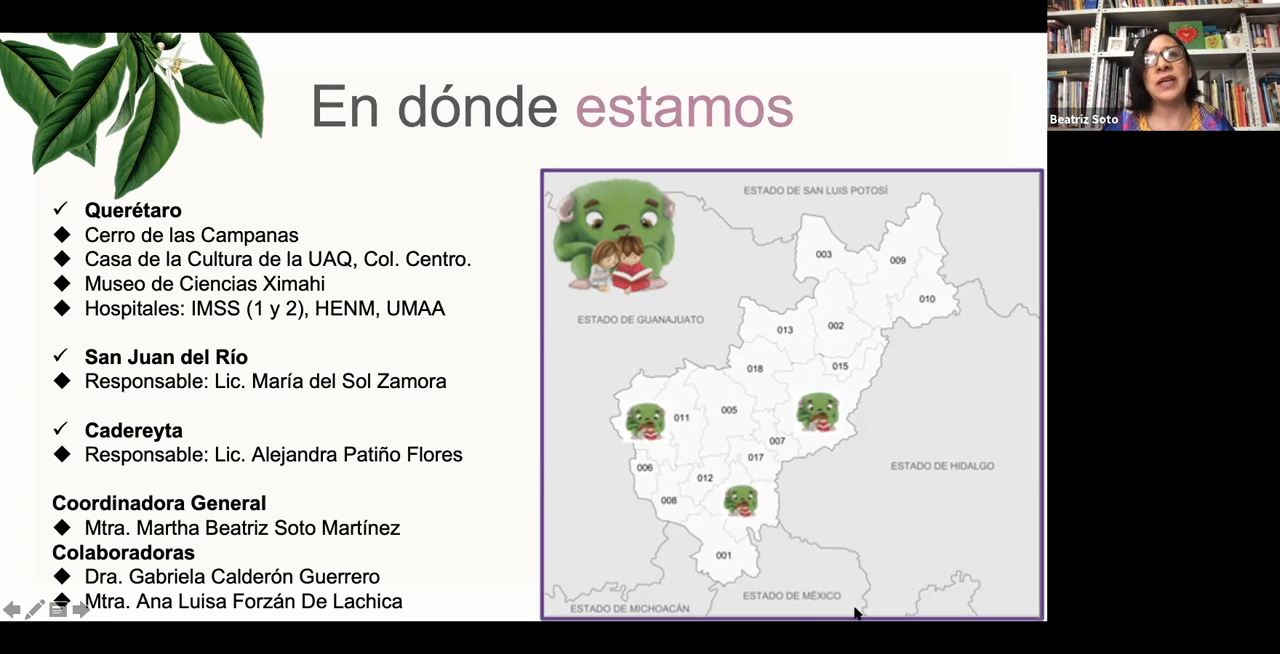 En dónde estamos
Beatriz Soto
✓ Querétaro
◆ Cerro de las Campanas
◆ Casa de la Cultura de la UAQ, Col. Centro.
◆ Museo de Ciencias Ximahi
◆ Hospitales: IMSS (1 y 2), HENM, UMAA
✓ San Juan del Río
◆ Responsable: Lic. María del Sol Zamora
✓ Cadereyta
◆ Responsable: Lic. Alejandra Patiño Flores
Coordinadora General
◆ Mtra. Martha Beatriz Soto Martínez
Colaboradoras
◆ Dra. Gabriela Calderón Guerrero
◆ Mtra. Ana Luisa Forzán De Lachica
ESTADO DE SAN LUIS POTOSÍ
003
009
010
ESTADO DE GUANAJUATO
013
002
018
015
011
005
007
017
006
012
008
ESTADO DE HIDALGO
001
ESTADO DE MÉXICO
ESTADO DE MICHOACÁN